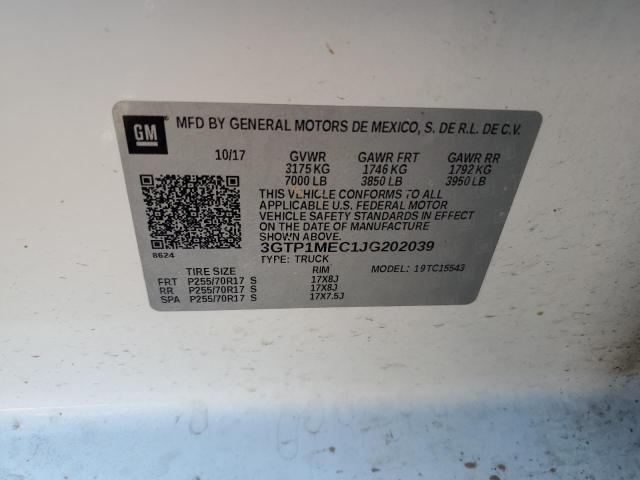 GM MFD BY GENERAL MOTORS DE MEXICO, S. DE R.L. DE C.V.
10/17 GVWR GAWR FRT GAWR RR
3175 KG 1746 KG 1792 KG
7000 LB 3850 LB 3950 LB
THIS VEHICLE CONFORMS TO ALL
APPLICABLE U.S. FEDERAL MOTOR
VEHICLE SAFETY STANDARDS IN EFFECT
ON THE DATE OF MANUFACTURE
SHOWN ABOVE.
3GTP1MEC1JG202039
8624 TYPE: TRUCK MODEL: 19TC15543
TIRE SIZE RIM
FRT P255/70R17 S 17X8J
RR P255/70R17 S 17X8J
SPA P255/70R17 S 17X7.5J